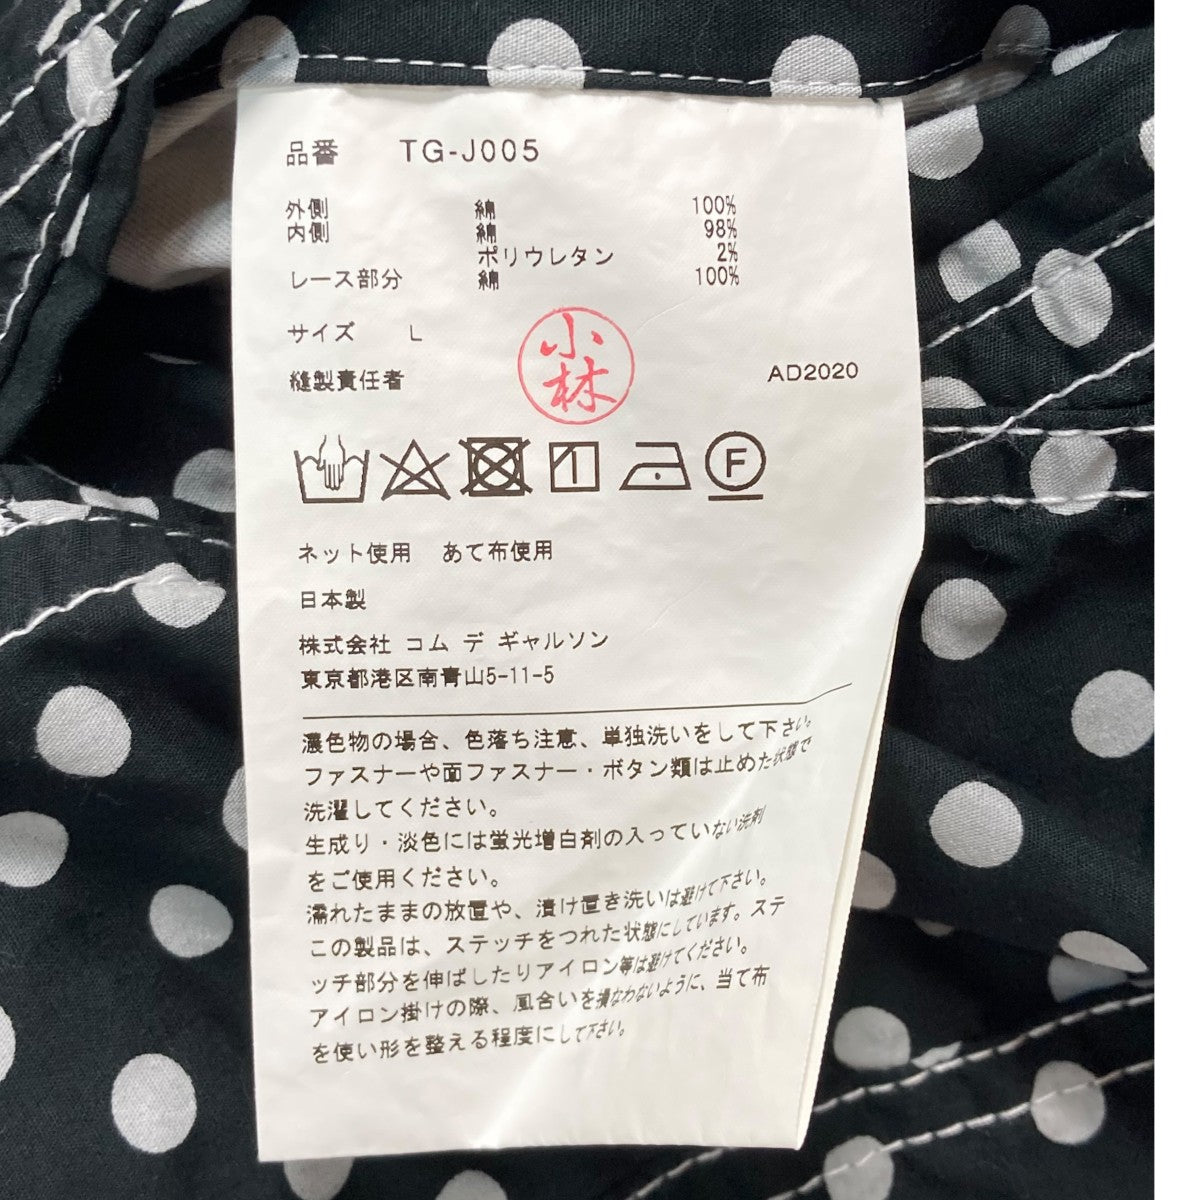 品番 TG-J005
外側 綿 100%
内側 綿 98%
ポリウレタン 2%
レース部分 綿 100%
サイズ L
小林
縫製責任者 AD2020
1 F
ネット使用 あて布使用
日本製
株式会社 コム デ ギャルソン
東京都港区南青山5-11-5
濃色物の場合、色落ち注意、単独洗いをして下さい。
ファスナーや面ファスナー・ボタン類は止めた状態で
洗濯してください。
生成り・淡色には蛍光増白剤の入っていない洗剤
をご使用ください。
濡れたままの放置や、漬け置き洗いは避けて下さい。
この製品は、ステッチをつれた状態にしています。ステ
ッチ部分を伸ばしたりアイロン等は避けてください。
アイロン掛けの際、風合いを損なわないように、当て布
を使い形を整える程度にして下さい。